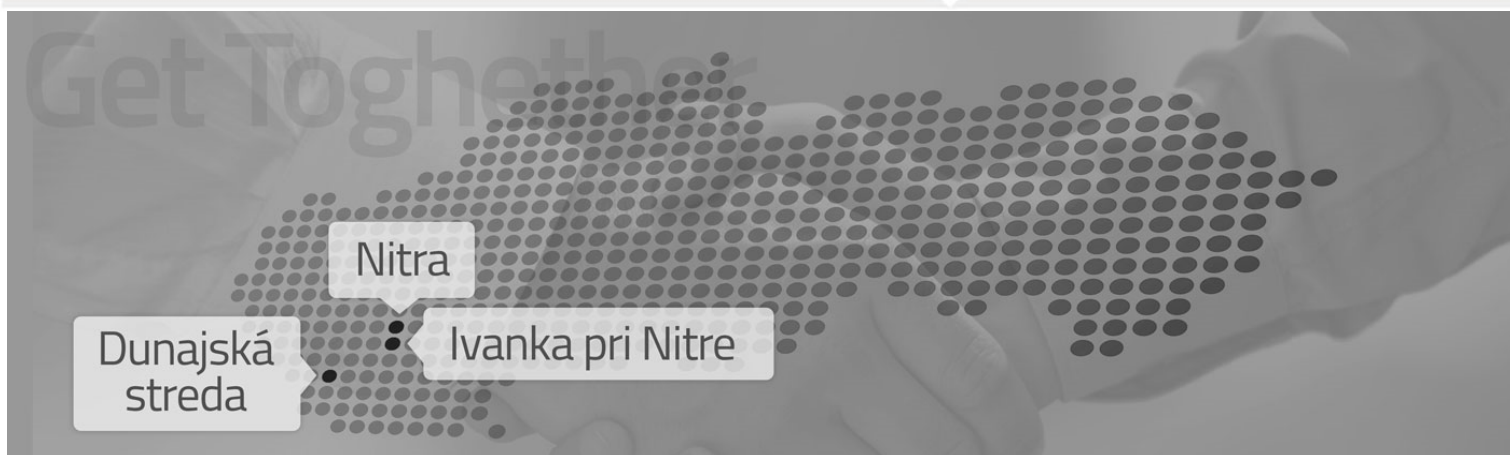 Get Toghether
Nitra
Ivanka pri Nitre
Dunajská
streda